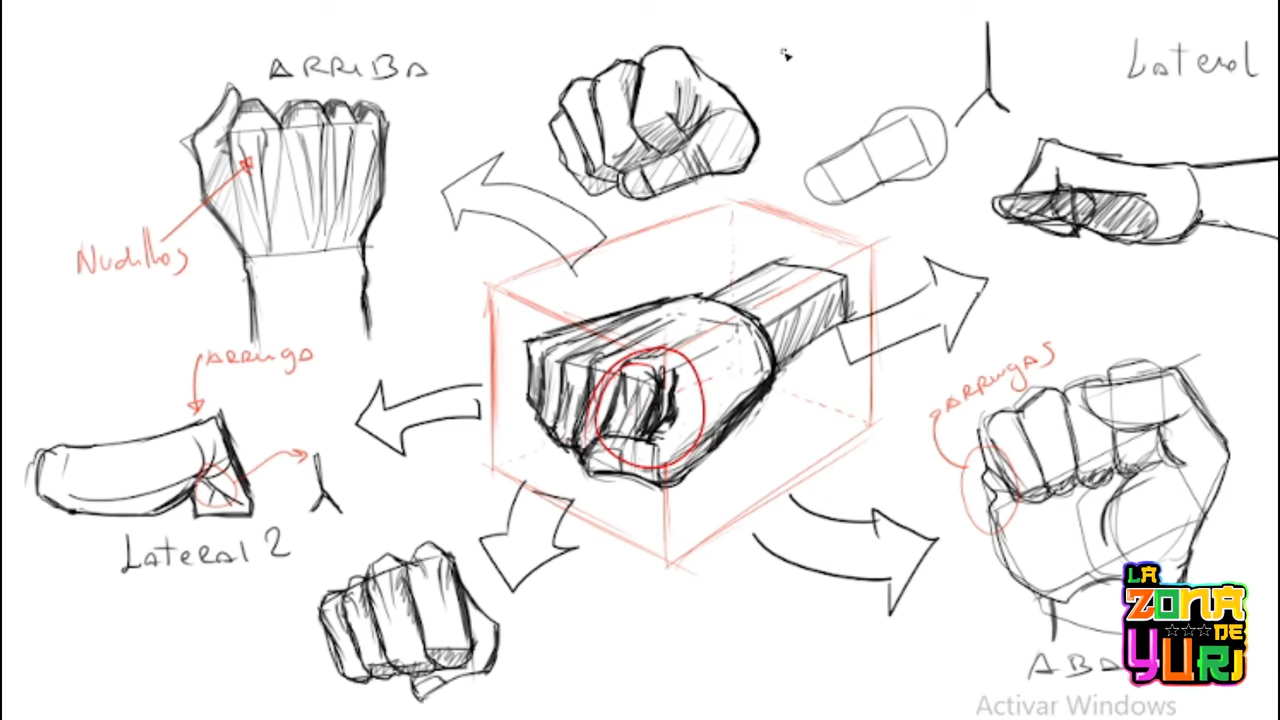 ARRIBA
Lateral
Nudillos
ARRUGA
ARRUGAS
Lateral 2
LA
ZONA
DE
YURI
Activar Windows